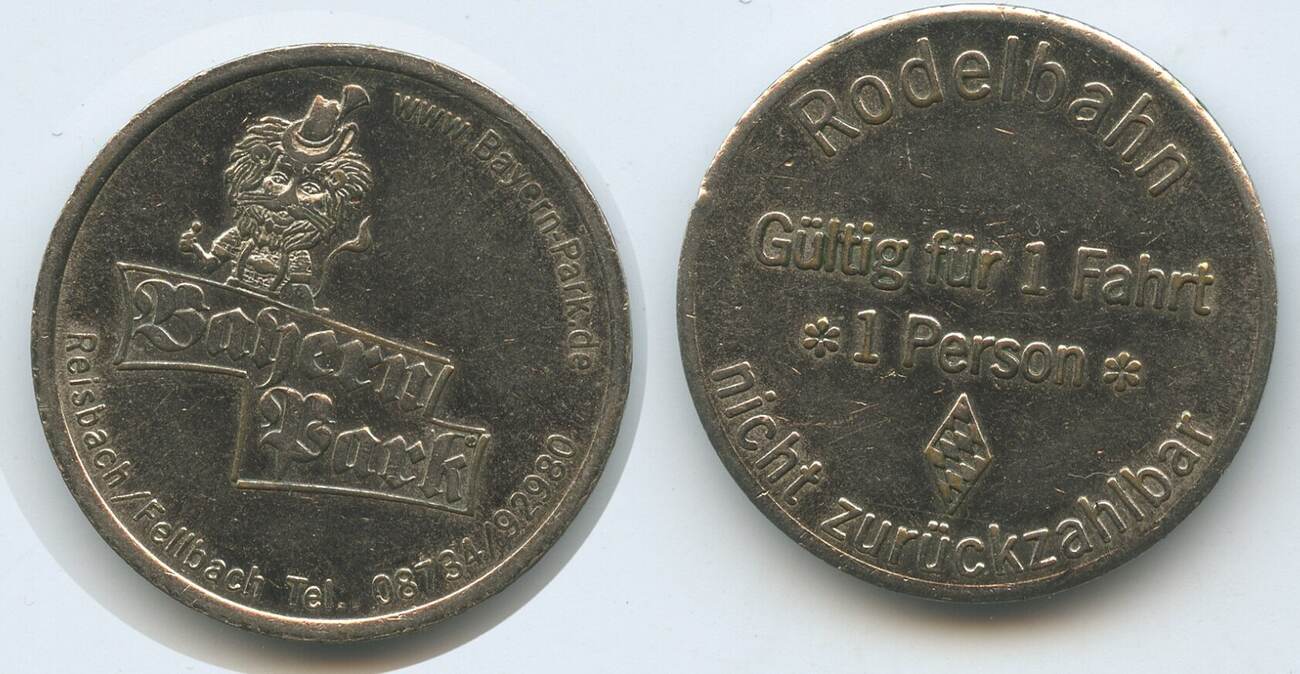 www.Bayern-Park.de
Bayern
Park
Reisbach/Fellbach Tel.. 08734/92980
Rodelbahn
Gültig für 1 Fahrt
* 1 Person *
nicht zurückzahlbar